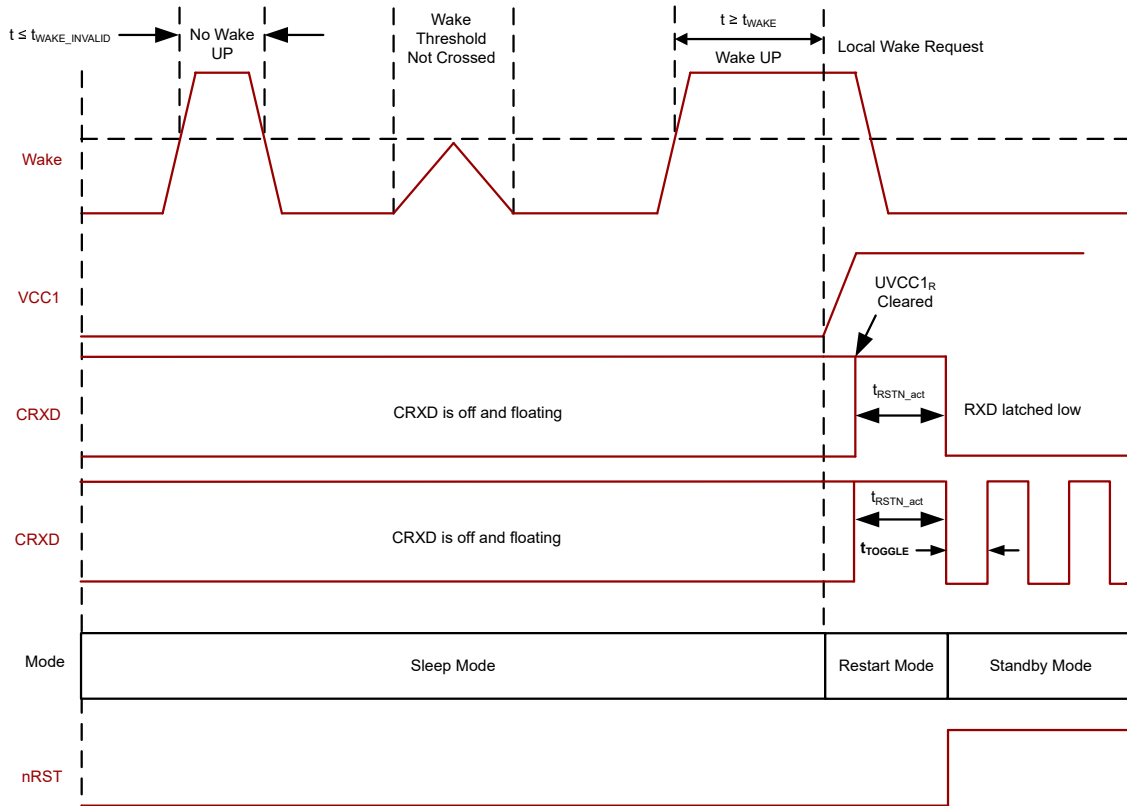 t ≤ tWAKE_INVALID
No Wake
UP
Wake
Threshold
Not Crossed
t ≥ tWAKE
Wake UP
Local Wake Request
Wake
VCC1
UVCC1R
Cleared
CRXD
CRXD is off and floating
tRSTN_act
RXD latched low
CRXD
CRXD is off and floating
tRSTN_act
tTOGGLE
Mode
Sleep Mode
Restart Mode
Standby Mode
nRST